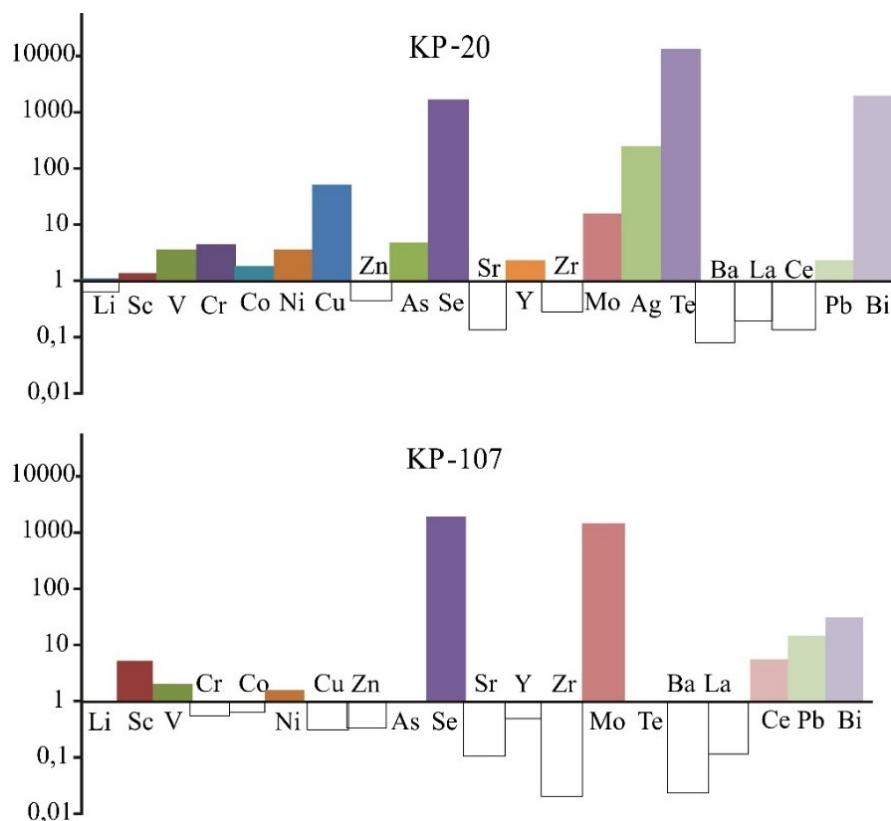 KP-20
10000
1000
100
10
1
0,1
0,01
Zn Sr Zr Ba La Ce
Li Sc V Cr Co Ni Cu As Se Y Mo Ag Te Pb Bi
KP-107
10000
1000
100
10
1
0,1
0,01
Cr Co Cu Zn Sr Y Zr Ba La
Li Sc V Ni As Se Mo Te Ce Pb Bi